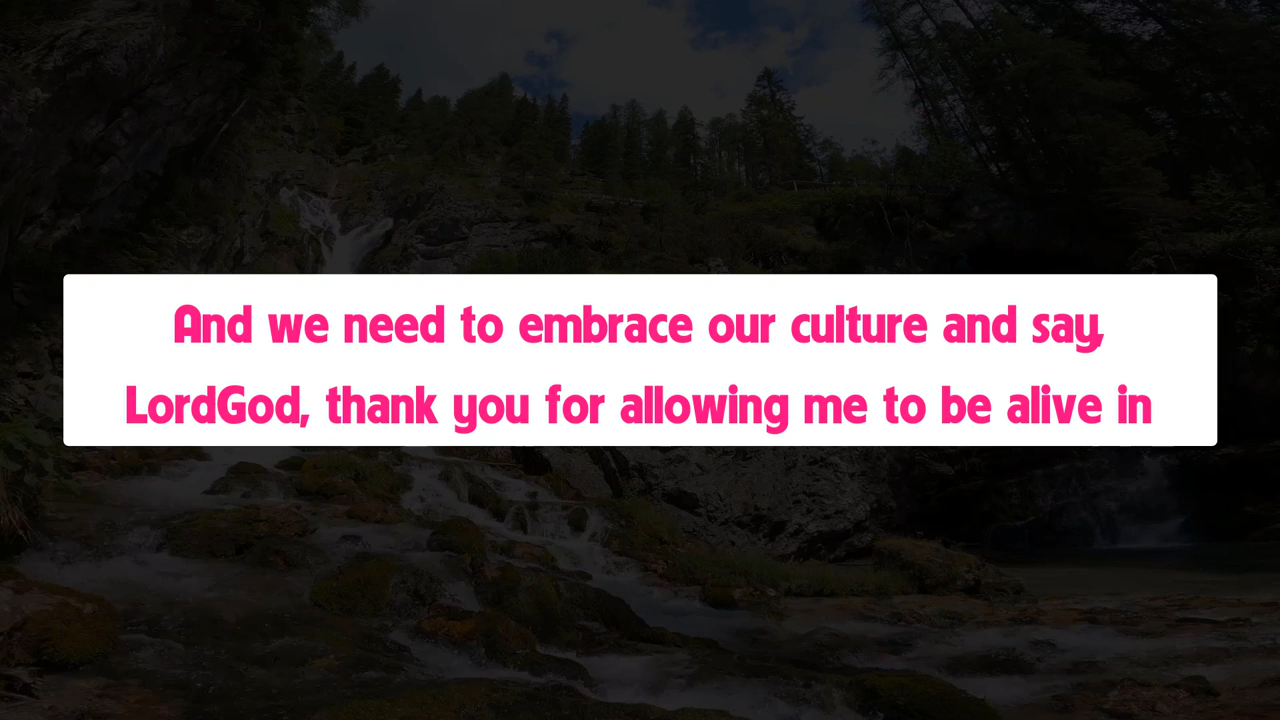 And we need to embrace our culture and say,
LordGod, thank you for allowing me to be alive in